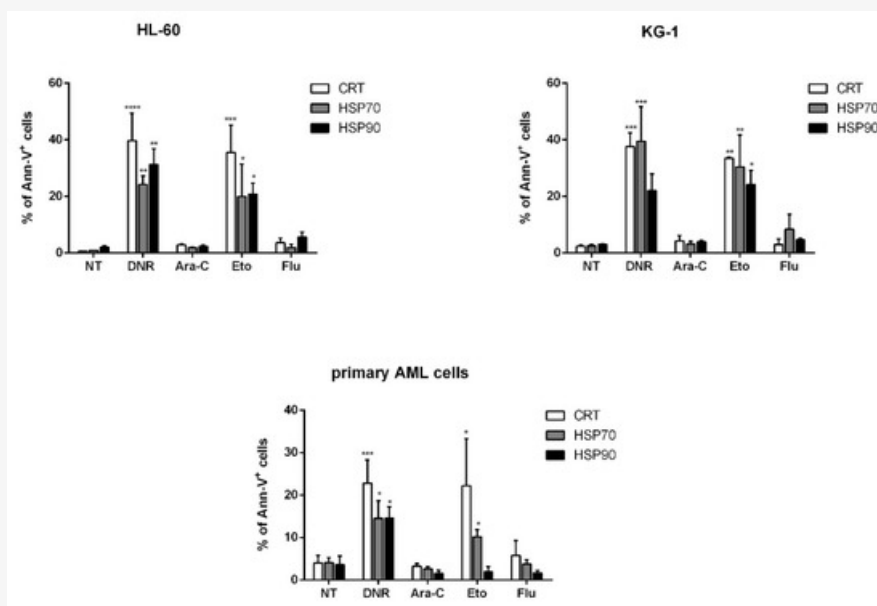 HL-60
60
40
20
0
% of Ann-V+ cells
CRT
HSP70
HSP90
****
**
**
***
*
*
NT DNR Ara-C Eto Flu
KG-1
60
40
20
0
% of Ann-V+ cells
CRT
HSP70
HSP90
***
***
**
**
*
NT DNR Ara-C Eto Flu
primary AML cells
40
30
20
10
0
% of Ann-V+ cells
CRT
HSP70
HSP90
***
*
*
*
*
NT DNR Ara-C Eto Flu